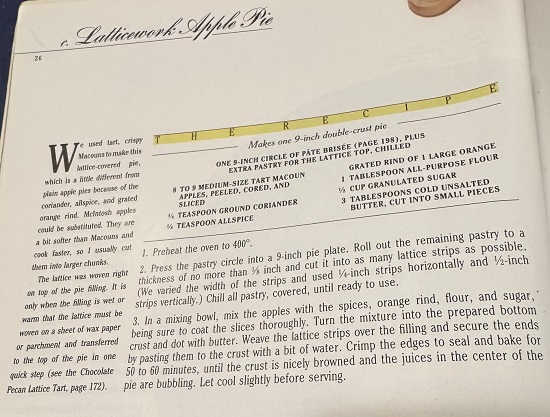 c. Latticework Apple Pie
26
THE RECIPE
Makes one 9-inch double-crust pie
ONE 9-INCH CIRCLE OF PÂTE BRISÉE (PAGE 198), PLUS
EXTRA PASTRY FOR THE LATTICE TOP, CHILLED
8 TO 9 MEDIUM-SIZE TART MACOUN
APPLES, PEELED, CORED, AND
SLICED
TEASPOON GROUND CORIANDER
TEASPOON ALLSPICE
GRATED RIND OF 1 LARGE ORANGE
1 TABLESPOON ALL-PURPOSE FLOUR
CUP GRANULATED SUGAR
3 TABLESPOONS COLD UNSALTED
BUTTER, CUT INTO SMALL PIECES
We used tart, crispy
Macouns to make this
lattice-covered pie,
which is a little different from
plain apple pies because of the
coriander, allspice, and grated
orange rind. McIntosh apples
could be substituted. They are
a bit softer than Macouns and
cook faster, so I usually cut
them into larger chunks.
The lattice was woven right
on top of the pie filling. It is
only when the filling is wet or
warm that the lattice must be
woven on a sheet of wax paper
or parchment and transferred
to the top of the pie in one
quick step (see the Chocolate
Pecan Lattice Tart, page 172).
1. Preheat the oven to 400°.
2. Press the pastry circle into a 9-inch pie plate. Roll out the remaining pastry to a
thickness of no more than ⅛ inch and cut it into as many lattice strips as possible.
(We varied the width of the strips and used ¼-inch strips horizontally and ½-inch
strips vertically.) Chill all pastry, covered, until ready to use.
3. In a mixing bowl, mix the apples with the spices, orange rind, flour, and sugar,
being sure to coat the slices thoroughly. Turn the mixture into the prepared bottom
crust and dot with butter. Weave the lattice strips over the filling and secure the ends
by pasting them to the crust with a bit of water. Crimp the edges to seal and bake for
50 to 60 minutes, until the crust is nicely browned and the juices in the center of the
pie are bubbling. Let cool slightly before serving.